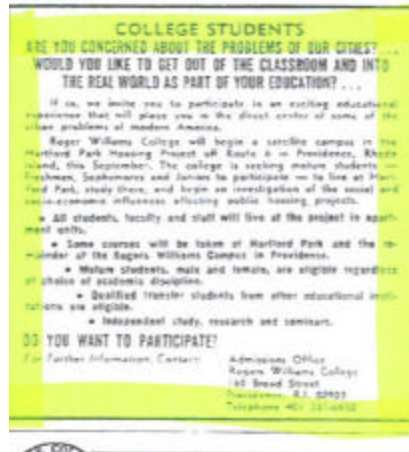 COLLEGE STUDENTS
ARE YOU CONCERNED ABOUT THE PROBLEMS OF OUR CITIES? ...
WOULD YOU LIKE TO GET OUT OF THE CLASSROOM AND INTO
THE REAL WORLD AS PART OF YOUR EDUCATION? ...
If so, we invite you to participate in an exciting educational
experience that will place you in the direct center of some of the
urban problems of modern America.
Roger Williams College will begin a satellite campus in the
Hartford Park Housing Project off Route 6 in Providence, Rhode
Island, this September. The college is seeking mature students —
Freshmen, Sophomores and Juniors to participate — to live at Hart-
ford Park, study there, and begin an investigation of the social and
socio-economic influences affecting public housing projects.
• All students, faculty and staff will live at the project in apart-
ment units.
• Some courses will be taken at Hartford Park and the re-
mainder at the Rogers Williams Campus in Providence.
• Mature students, male and female, are eligible regardless
of choice of academic discipline.
• Qualified transfer students from other educational insti-
tutions are eligible.
• Independent study, research and seminars.
DO YOU WANT TO PARTICIPATE?
For Further Information, Contact:
Admissions Office
Rogers Williams College
160 Broad Street
Providence, R.I. 02903
Telephone 401